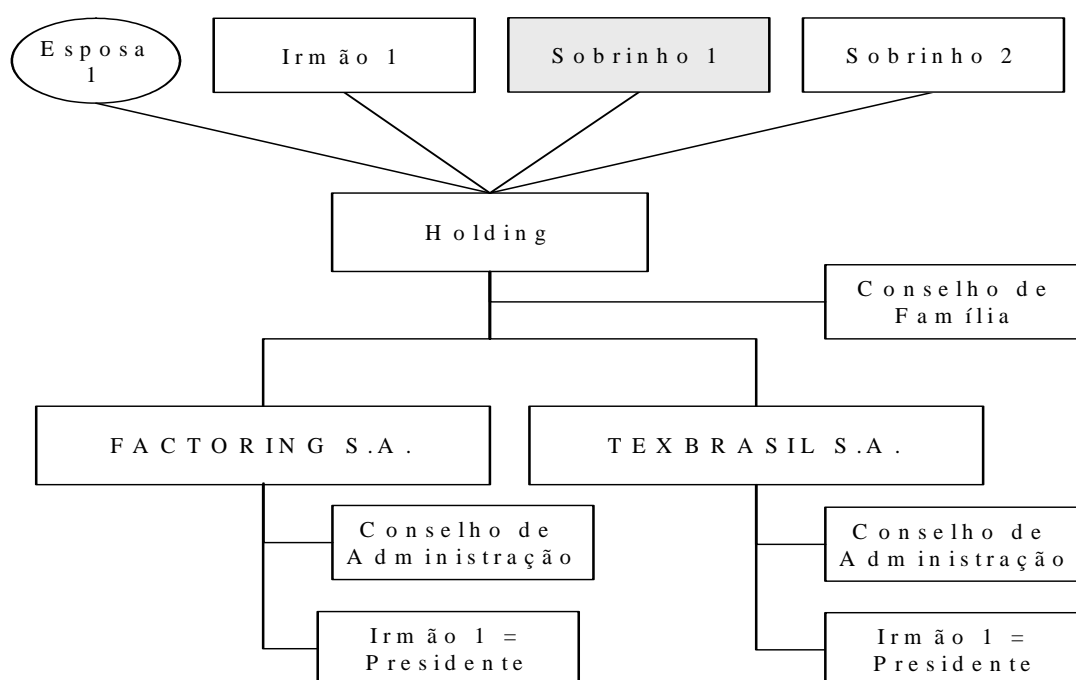 Esposa
1
Irmão 1
Sobrinho 1
Sobrinho 2
Holding
Conselho de
Família
FACTORING S.A.
TEXBRASIL S.A.
Conselho de
Administração
Conselho de
Administração
Irmão 1 =
Presidente
Irmão 1 =
Presidente